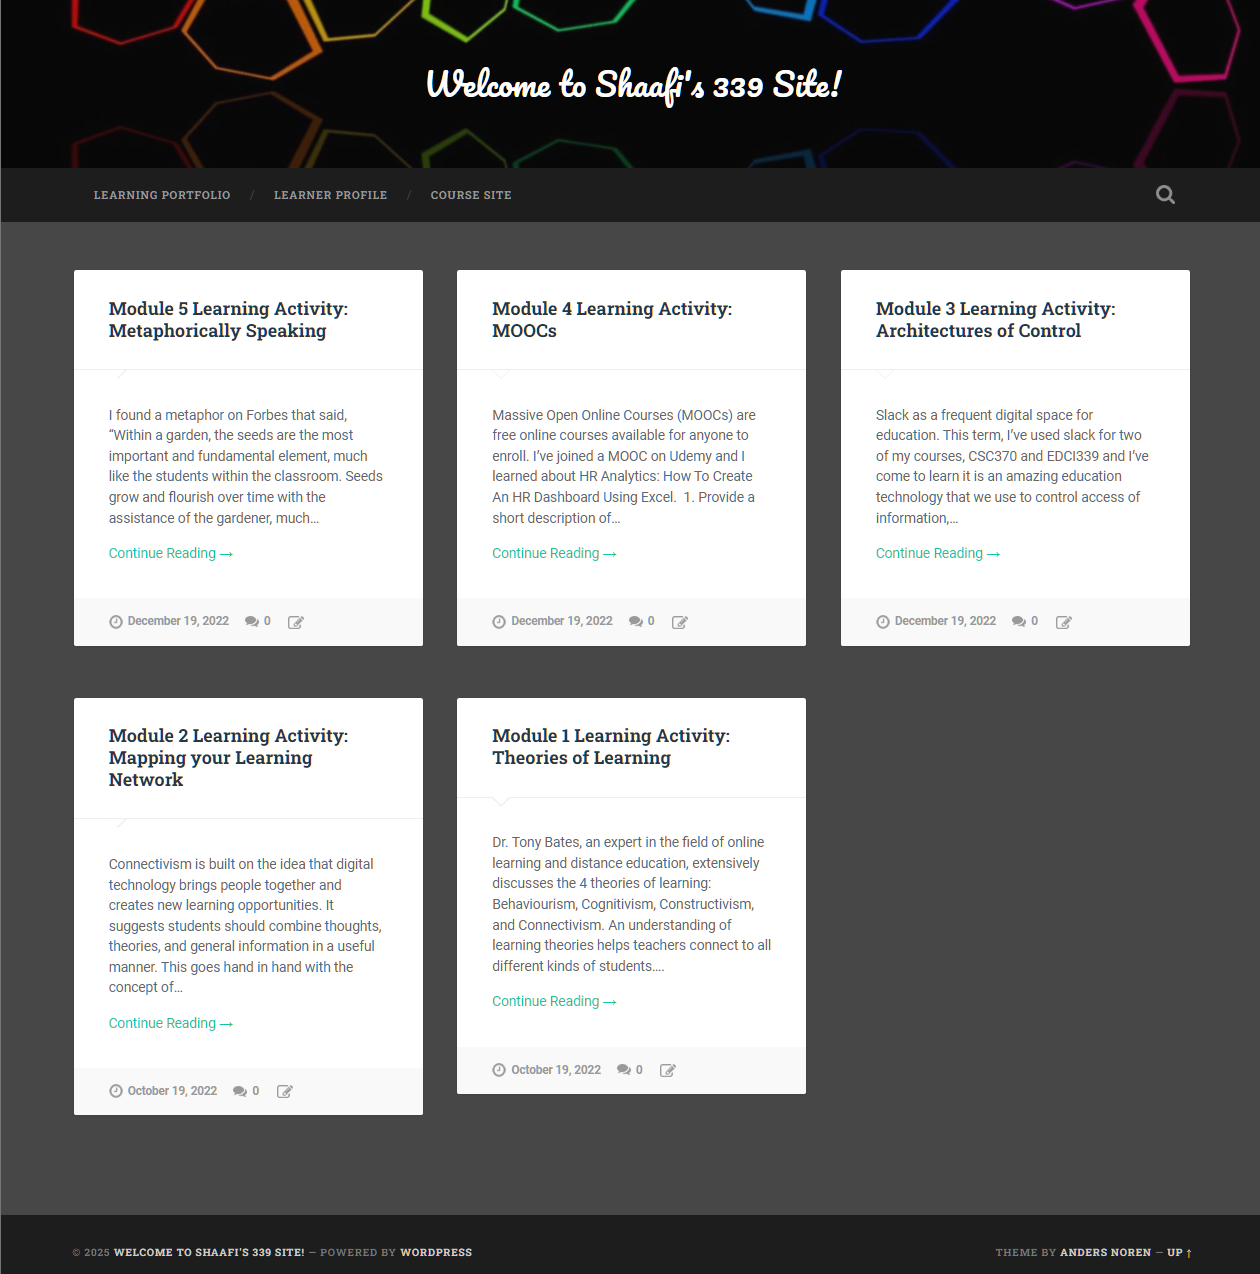 Welcome to Shaafi's 339 Site!
LEARNING PORTFOLIO / LEARNER PROFILE / COURSE SITE
Module 5 Learning Activity:
Metaphorically Speaking
I found a metaphor on Forbes that said,
“Within a garden, the seeds are the most
important and fundamental element, much
like the students within the classroom. Seeds
grow and flourish over time with the
assistance of the gardener, much…
Continue Reading →
December 19, 2022 0
Module 4 Learning Activity:
MOOCs
Massive Open Online Courses (MOOCs) are
free online courses available for anyone to
enroll. I’ve joined a MOOC on Udemy and I
learned about HR Analytics: How To Create
An HR Dashboard Using Excel.  1. Provide a
short description of…
Continue Reading →
December 19, 2022 0
Module 3 Learning Activity:
Architectures of Control
Slack as a frequent digital space for
education. This term, I’ve used slack for two
of my courses, CSC370 and EDCI339 and I’ve
come to learn it is an amazing education
technology that we use to control access of
information,…
Continue Reading →
December 19, 2022 0
Module 2 Learning Activity:
Mapping your Learning
Network
Connectivism is built on the idea that digital
technology brings people together and
creates new learning opportunities. It
suggests students should combine thoughts,
theories, and general information in a useful
manner. This goes hand in hand with the
concept of…
Continue Reading →
October 19, 2022 0
Module 1 Learning Activity:
Theories of Learning
Dr. Tony Bates, an expert in the field of online
learning and distance education, extensively
discusses the 4 theories of learning:
Behaviourism, Cognitivism, Constructivism,
and Connectivism. An understanding of
learning theories helps teachers connect to all
different kinds of students.…
Continue Reading →
October 19, 2022 0
© 2025 WELCOME TO SHAAFI'S 339 SITE! — POWERED BY WORDPRESS
THEME BY ANDERS NOREN — UP ↑